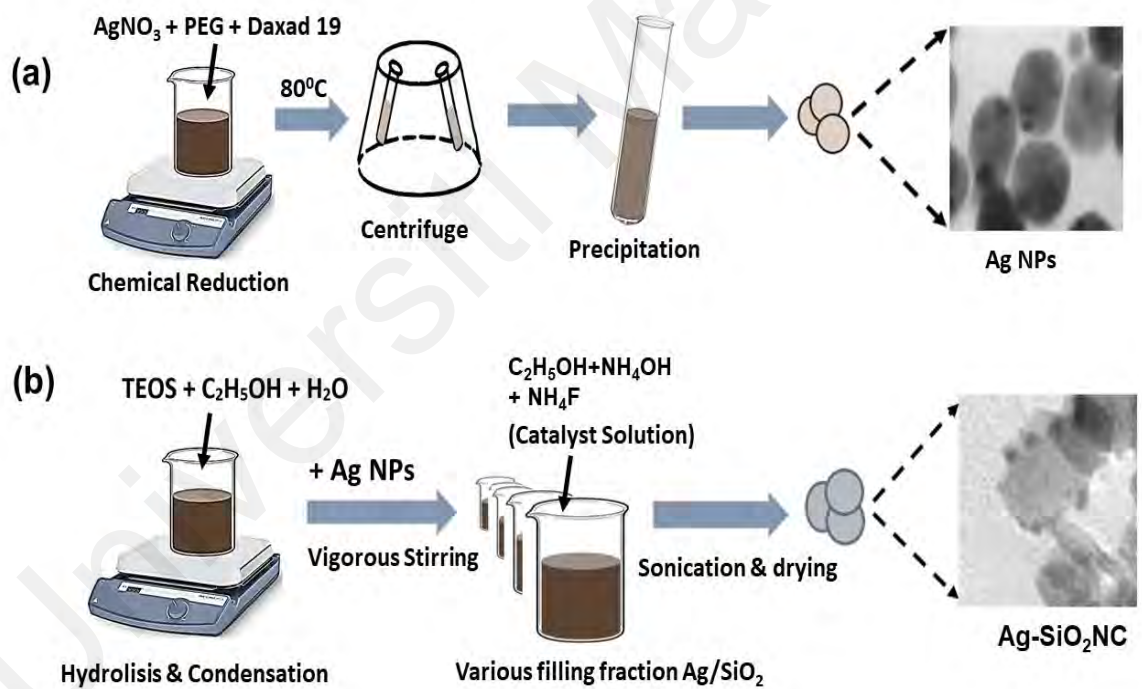 AgNO₃ + PEG + Daxad 19
(a)
80⁰C
Centrifuge
Precipitation
Chemical Reduction
Ag NPs
(b)
TEOS + C₂H₅OH + H₂O
C₂H₅OH+NH₄OH
+ NH₄F
(Catalyst Solution)
+ Ag NPs
Vigorous Stirring
Sonication & drying
Hydrolisis & Condensation
Various filling fraction Ag/SiO₂
Ag-SiO₂NC